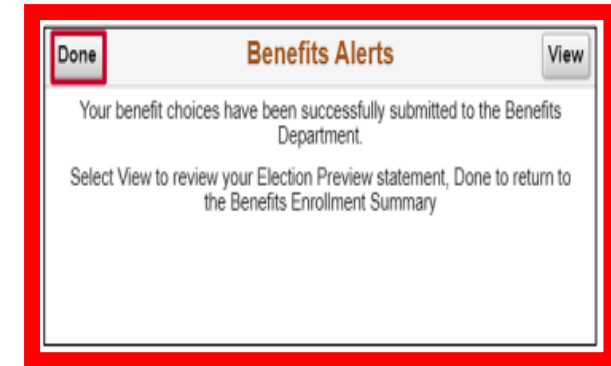 Done Benefits Alerts View
Your benefit choices have been successfully submitted to the Benefits
Department.
Select View to review your Election Preview statement, Done to return to
the Benefits Enrollment Summary